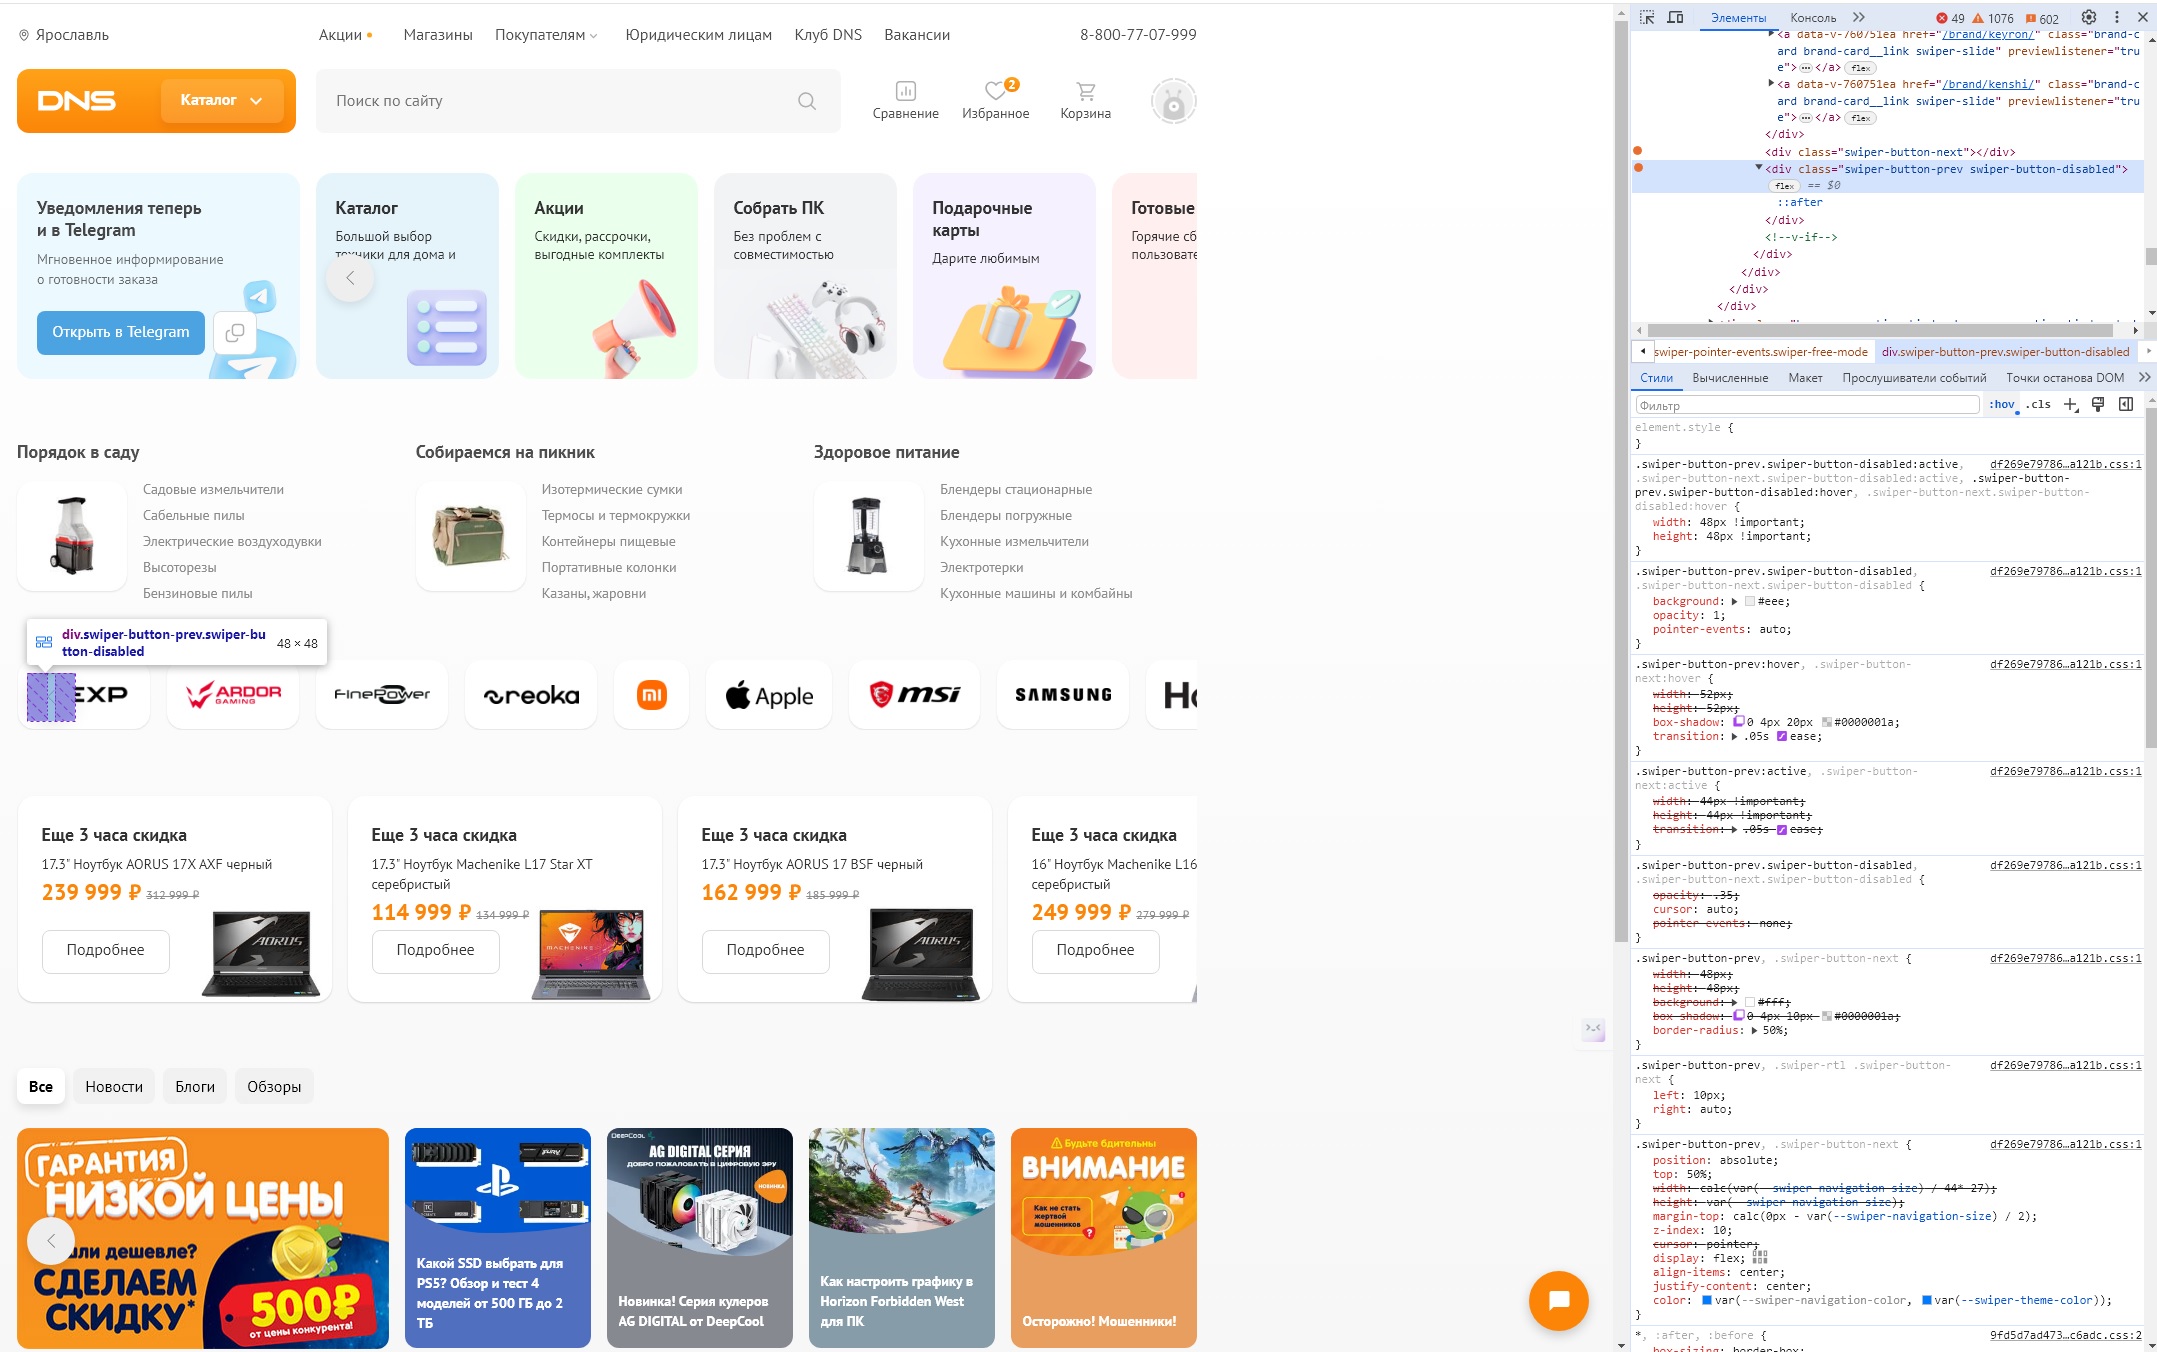 Ярославль
Акции
Магазины
Покупателям
Юридическим лицам
Клуб DNS
Вакансии
8-800-77-07-999
DNS
Каталог
Поиск по сайту
Сравнение
2
Избранное
Корзина
Уведомления теперь
и в Telegram
Мгновенное информирование
о готовности заказа
Открыть в Telegram
Каталог
Большой выбор
техники для дома и
Акции
Скидки, рассрочки,
выгодные комплекты
Собрать ПК
Без проблем с
совместимостью
Подарочные
карты
Дарите любимым
Готовые
Горячие сб
пользовате
Порядок в саду
Садовые измельчители
Сабельные пилы
Электрические воздуходувки
Высоторезы
Бензиновые пилы
Собираемся на пикник
Изотермические сумки
Термосы и термокружки
Контейнеры пищевые
Портативные колонки
Казаны, жаровни
Здоровое питание
Блендеры стационарные
Блендеры погружные
Кухонные измельчители
Электротерки
Кухонные машины и комбайны
div.swiper-button-prev.swiper-bu
tton-disabled
48 × 48
EXP
ARDOR
GAMING
FinePower
reoka
mi
Apple
msi
SAMSUNG
Еще 3 часа скидка
17.3" Ноутбук AORUS 17X AXF черный
239 999 ₽ 312 999 ₽
Подробнее
AORUS
Еще 3 часа скидка
17.3" Ноутбук Machenike L17 Star XT
серебристый
114 999 ₽ 134 999 ₽
Подробнее
MACHENIKE
Еще 3 часа скидка
17.3" Ноутбук AORUS 17 BSF черный
162 999 ₽ 185 999 ₽
Подробнее
AORUS
Еще 3 часа скидка
16" Ноутбук Machenike L16
серебристый
249 999 ₽ 279 999 ₽
Подробнее
Все
Новости
Блоги
Обзоры
ГАРАНТИЯ
НИЗКОЙ ЦЕНЫ
ли дешевле?
СДЕЛАЕМ
СКИДКУ*
500₽
от цены конкурента!
FURY
Какой SSD выбрать для
PS5? Обзор и тест 4
моделей от 500 ГБ до 2
ТБ
DEEPCOOL
AG DIGITAL СЕРИЯ
ДОБРО ПОЖАЛОВАТЬ В ЦИФРОВУЮ ЭРУ
НОВИНКА!
Новинка! Серия кулеров
AG DIGITAL от DeepCool
Как настроить графику в
Horizon Forbidden West
для ПК
Будьте бдительны
ВНИМАНИЕ
Как не стать
жертвой
мошенников
?
Осторожно! Мошенники!
Элементы
Консоль
49
1076
602
<a data-v-760751ea href="/brand/keyron/" class="brand-c
ard brand-card__link swiper-slide" previewlistener="tru
e"> ⋯ </a> flex
<a data-v-760751ea href="/brand/kenshi/" class="brand-c
ard brand-card__link swiper-slide" previewlistener="tru
e"> ⋯ </a> flex
</div>
<div class="swiper-button-next"></div>
<div class="swiper-button-prev swiper-button-disabled">
flex == $0
::after
</div>
<!--v-if-->
</div>
</div>
</div>
</div>
swiper-pointer-events.swiper-free-mode
div.swiper-button-prev.swiper-button-disabled
Стили
Вычисленные
Макет
Прослушиватели событий
Точки останова DOM
Фильтр
:hov
.cls
element.style {
}
.swiper-button-prev.swiper-button-disabled:active, df269e79786…a121b.css:1
.swiper-button-next.swiper-button-disabled:active, .swiper-button-
prev.swiper-button-disabled:hover, .swiper-button-next.swiper-button-
disabled:hover {
width: 48px !important;
height: 48px !important;
}
.swiper-button-prev.swiper-button-disabled, df269e79786…a121b.css:1
.swiper-button-next.swiper-button-disabled {
background: #eee;
opacity: 1;
pointer-events: auto;
}
.swiper-button-prev:hover, .swiper-button- df269e79786…a121b.css:1
next:hover {
width: 52px;
height: 52px;
box-shadow: 0 4px 20px #0000001a;
transition: .05s ease;
}
.swiper-button-prev:active, .swiper-button- df269e79786…a121b.css:1
next:active {
width: 44px !important;
height: 44px !important;
transition: .05s ease;
}
.swiper-button-prev.swiper-button-disabled, df269e79786…a121b.css:1
.swiper-button-next.swiper-button-disabled {
opacity: .35;
cursor: auto;
pointer-events: none;
}
.swiper-button-prev, .swiper-button-next { df269e79786…a121b.css:1
width: 48px;
height: 48px;
background: #fff;
box-shadow: 0 4px 10px #0000001a;
border-radius: 50%;
}
.swiper-button-prev, .swiper-rtl .swiper-button- df269e79786…a121b.css:1
next {
left: 10px;
right: auto;
}
.swiper-button-prev, .swiper-button-next { df269e79786…a121b.css:1
position: absolute;
top: 50%;
width: calc(var(--swiper-navigation-size) / 44* 27);
height: var(--swiper-navigation-size);
margin-top: calc(0px - var(--swiper-navigation-size) / 2);
z-index: 10;
cursor: pointer;
display: flex;
align-items: center;
justify-content: center;
color: var(--swiper-navigation-color, var(--swiper-theme-color));
}
*, :after, :before { 9fd5d7ad473…c6adc.css:2
box-sizing: border-box;